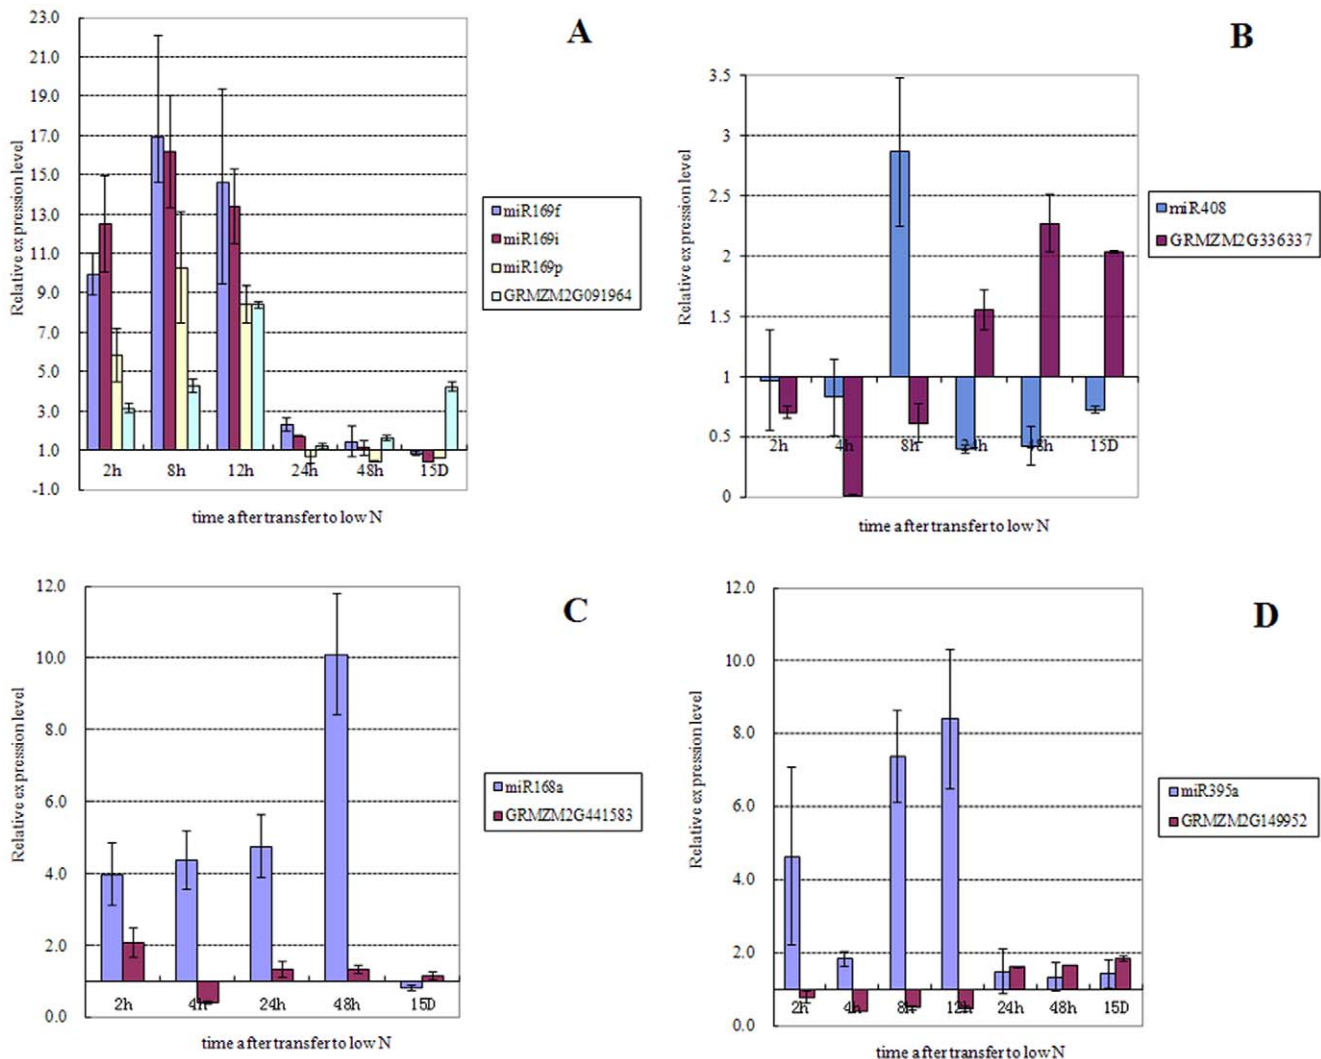 A
23.0
21.0
19.0
17.0
15.0
13.0
11.0
9.0
7.0
5.0
3.0
1.0
-1.0
Relative expression level
2h 8h 12h 24h 48h 15D
time after transfer to low N
miR169f
miR169i
miR169p
GRMZM2G091964
B
3.5
3
2.5
2
1.5
1
0.5
0
Relative expression level
2h 4h 8h 24h 48h 15D
time after transfer to low N
miR408
GRMZM2G336337
C
12.0
10.0
8.0
6.0
4.0
2.0
0.0
Relative expression level
2h 4h 24h 48h 15D
time after transfer to low N
miR168a
GRMZM2G441583
D
12.0
10.0
8.0
6.0
4.0
2.0
0.0
Relative expression level
2h 4h 8h 12h 24h 48h 15D
time after transfer to low N
miR395a
GRMZM2G149952